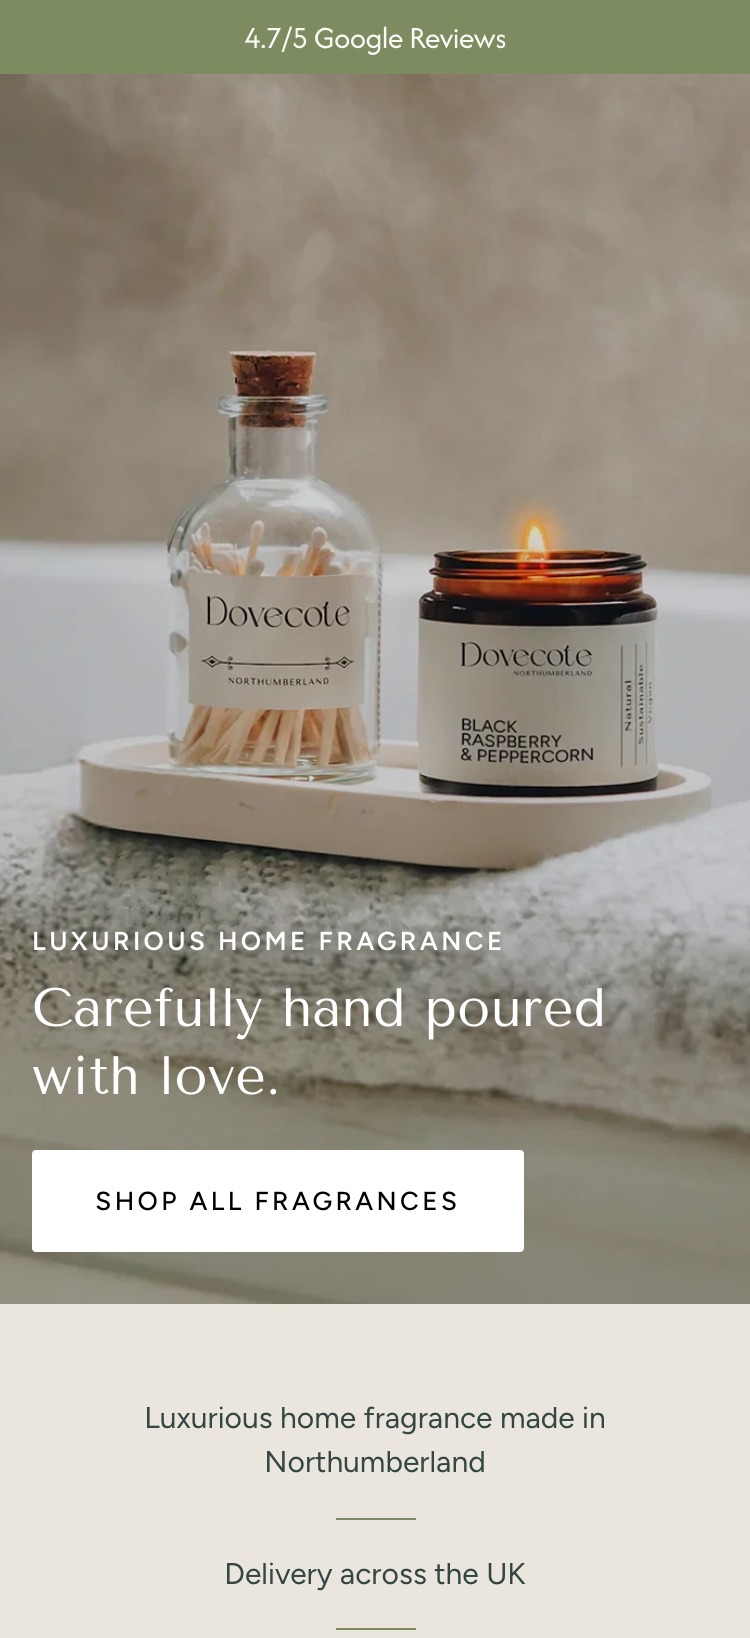 4.7/5 Google Reviews
Dovecote
NORTHUMBERLAND
Dovecote
NORTHUMBERLAND
BLACK
RASPBERRY
& PEPPERCORN
Natural
Sustainable
Vegan
LUXURIOUS HOME FRAGRANCE
Carefully hand poured
with love.
SHOP ALL FRAGRANCES
Luxurious home fragrance made in
Northumberland
Delivery across the UK